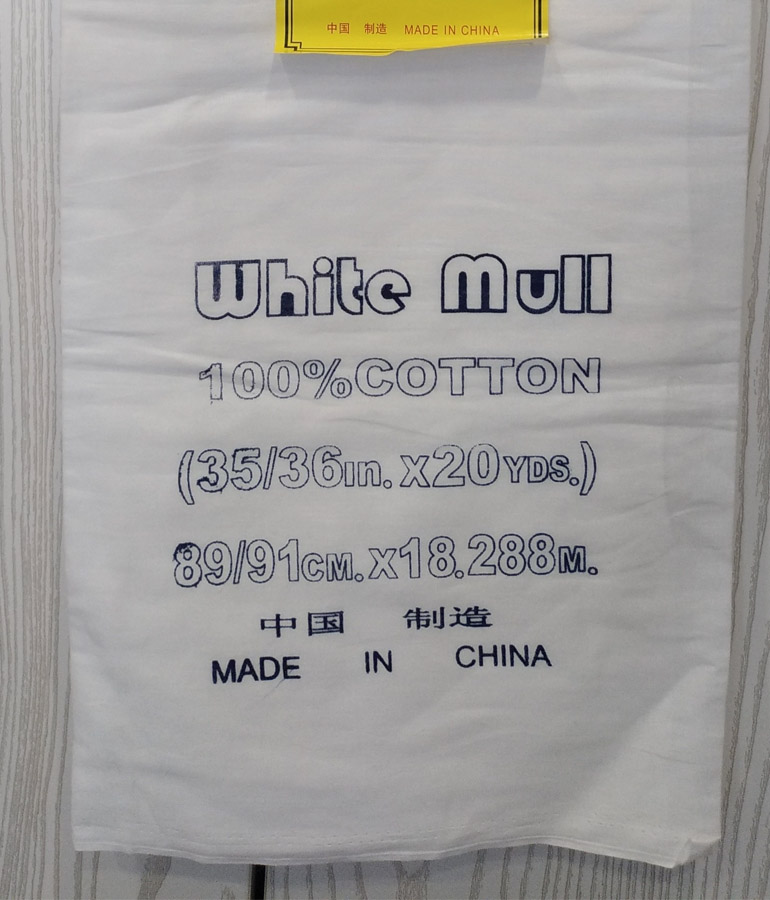 中国 制造 MADE IN CHINA
White Mull
100%COTTON
(35/36in.x20YDS.)
89/91CM.x18.288M.
中国 制造
MADE IN CHINA